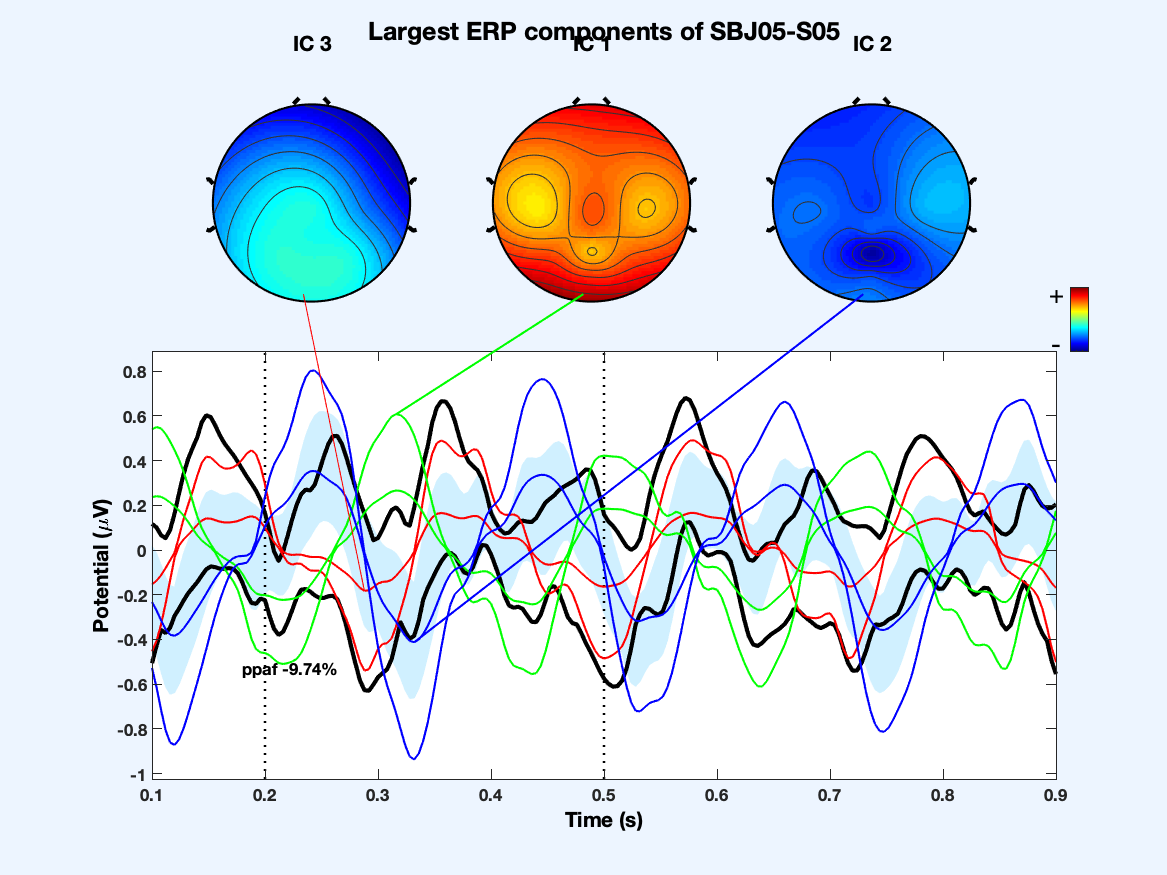 Largest ERP components of SBJ05-S05
IC 3
IC 1
IC 2
+
-
0.8
0.6
0.4
0.2
0
-0.2
-0.4
-0.6
-0.8
-1
Potential (μV)
ppaf -9.74%
0.1 0.2 0.3 0.4 0.5 0.6 0.7 0.8 0.9
Time (s)